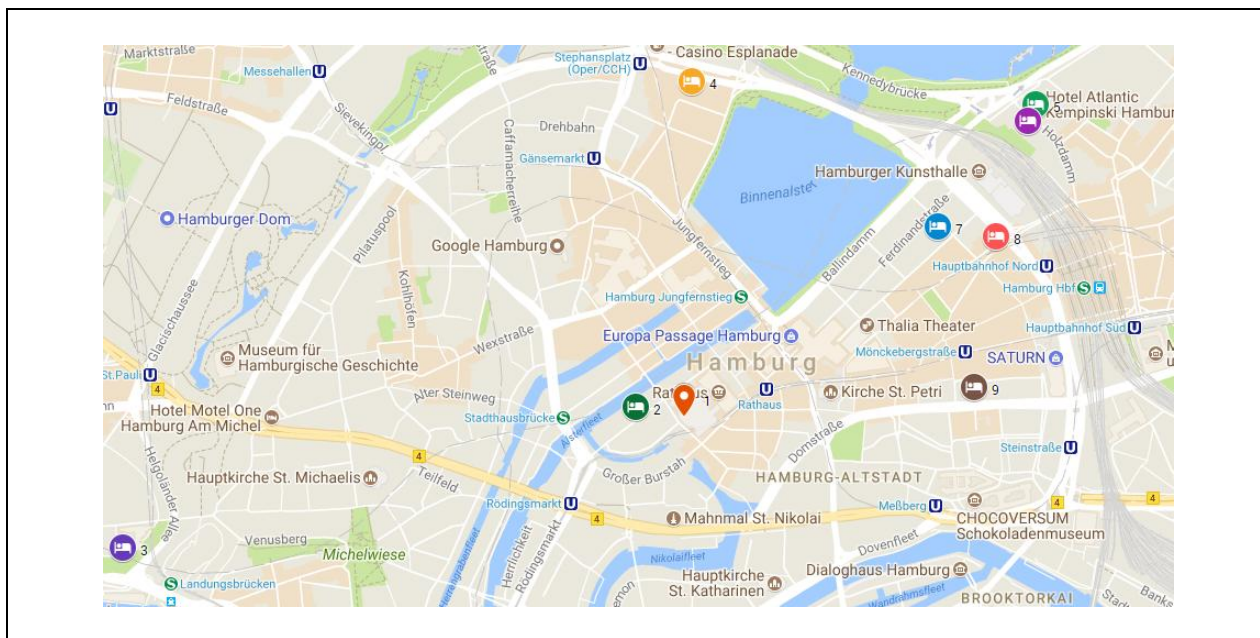 Marktstraße
Messehallen U
Feldstraße
U
Sievekingpl
Stephansplatz
(Oper/CCH) U
Casino Esplanade
4
Kennedybrücke
Hotel Atlantic
Kempinski Hambur
5
Holzdamm
Drehbahn
Caffamacherreihe
Gänsemarkt U
Binnenalster
Hamburger Kunsthalle
Hamburger Dom
Pilatuspool
Google Hamburg
Kohlhöfen
Jungfernstieg
Ballindamm
Ferdinandstraße
7
8
Hauptbahnhof Nord U
Hamburg Hbf S
Glacischaussee
Hamburg Jungfernstieg S
Wexstraße
Europa Passage Hamburg
Thalia Theater
Hauptbahnhof Süd U
Museum für
Hamburgische Geschichte
Hamburg
Mönckebergstraße U
SATURN
St.Pauli U
4
Alter Steinweg
Rathaus
1
U
Rathaus
Kirche St. Petri
9
Hotel Motel One
Hamburg Am Michel
Stadthausbrücke S
2
Alsterfleet
Domstraße
Steinstraße U
4
Helgoländer Allee
Hauptkirche St. Michaelis
Teilfeld
Großer Burstah
HAMBURG-ALTSTADT
Rödingsmarkt U
4
Mahnmal St. Nikolai
Meßberg U
4
CHOCOVERSUM
Schokoladenmuseum
3
Venusberg
Michelwiese
Herrengrabenfleet
Herrlichkeit
Rödingsmarkt
Nikolaifleet
Dovenfleet
Landungsbrücken
S
Hauptkirche
St. Katharinen
Dialoghaus Hamburg
Wandrahmsfleet
BROOKTORKAI
Banks